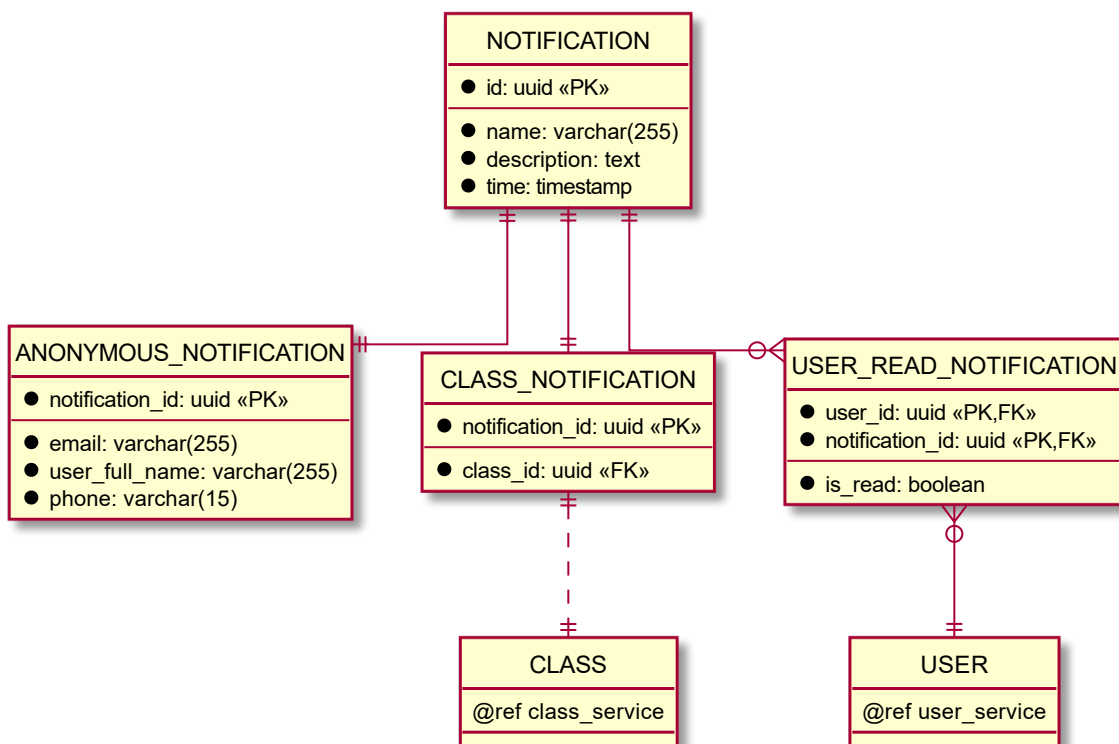 NOTIFICATION
id: uuid «PK»
name: varchar(255)
description: text
time: timestamp
ANONYMOUS_NOTIFICATION
notification_id: uuid «PK»
email: varchar(255)
user_full_name: varchar(255)
phone: varchar(15)
CLASS_NOTIFICATION
notification_id: uuid «PK»
class_id: uuid «FK»
USER_READ_NOTIFICATION
user_id: uuid «PK,FK»
notification_id: uuid «PK,FK»
is_read: boolean
CLASS
@ref class_service
USER
@ref user_service